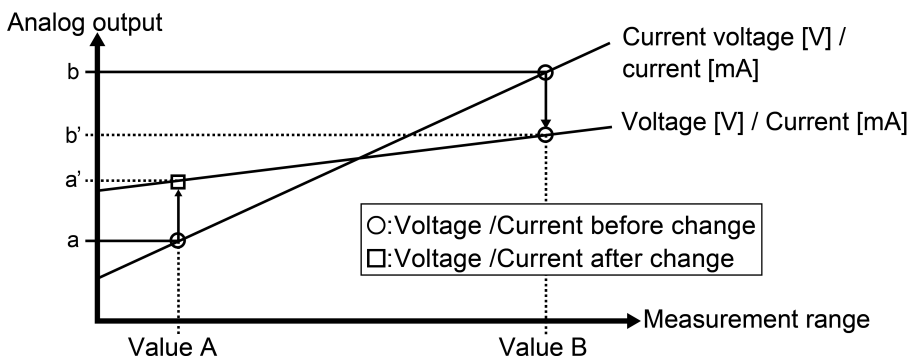 Analog output
Current voltage [V] /
current [mA]
b
b'
Voltage [V] / Current [mA]
a'
a
○:Voltage /Current before change
□:Voltage /Current after change
Measurement range
Value A
Value B